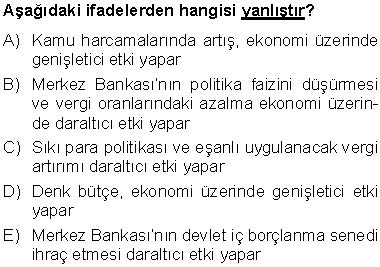 Aşağıdaki ifadelerden hangisi yanlıştır?
A) Kamu harcamalarında artış, ekonomi üzerinde
genişletici etki yapar
B) Merkez Bankası'nın politika faizini düşürmesi
ve vergi oranlarındaki azalma ekonomi üzerin-
de daraltıcı etki yapar
C) Sıkı para politikası ve eşanlı uygulanacak vergi
artırımı daraltıcı etki yapar
D) Denk bütçe, ekonomi üzerinde genişletici etki
yapar
E) Merkez Bankası'nın devlet iç borçlanma senedi
ihraç etmesi daraltıcı etki yapar